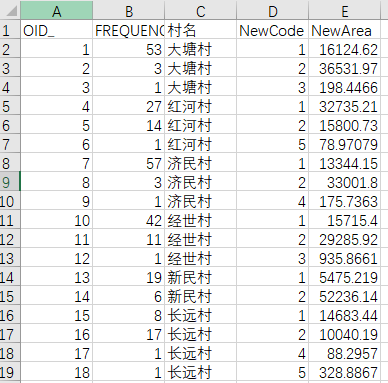 A B C D E
1 OID_ FREQUENC 村名 NewCode NewArea
2 1 53 大塘村 1 16124.62
3 2 3 大塘村 2 36531.97
4 3 1 大塘村 3 198.4466
5 4 27 红河村 1 32735.21
6 5 14 红河村 2 15800.73
7 6 1 红河村 5 78.97079
8 7 57 济民村 1 13344.15
9 8 3 济民村 2 33001.8
10 9 1 济民村 4 175.7363
11 10 42 经世村 1 15715.4
12 11 11 经世村 2 29285.92
13 12 1 经世村 3 935.8661
14 13 19 新民村 1 5475.219
15 14 6 新民村 2 52236.14
16 15 8 长远村 1 14683.44
17 16 17 长远村 2 10040.19
18 17 1 长远村 4 88.2957
19 18 1 长远村 5 328.8867